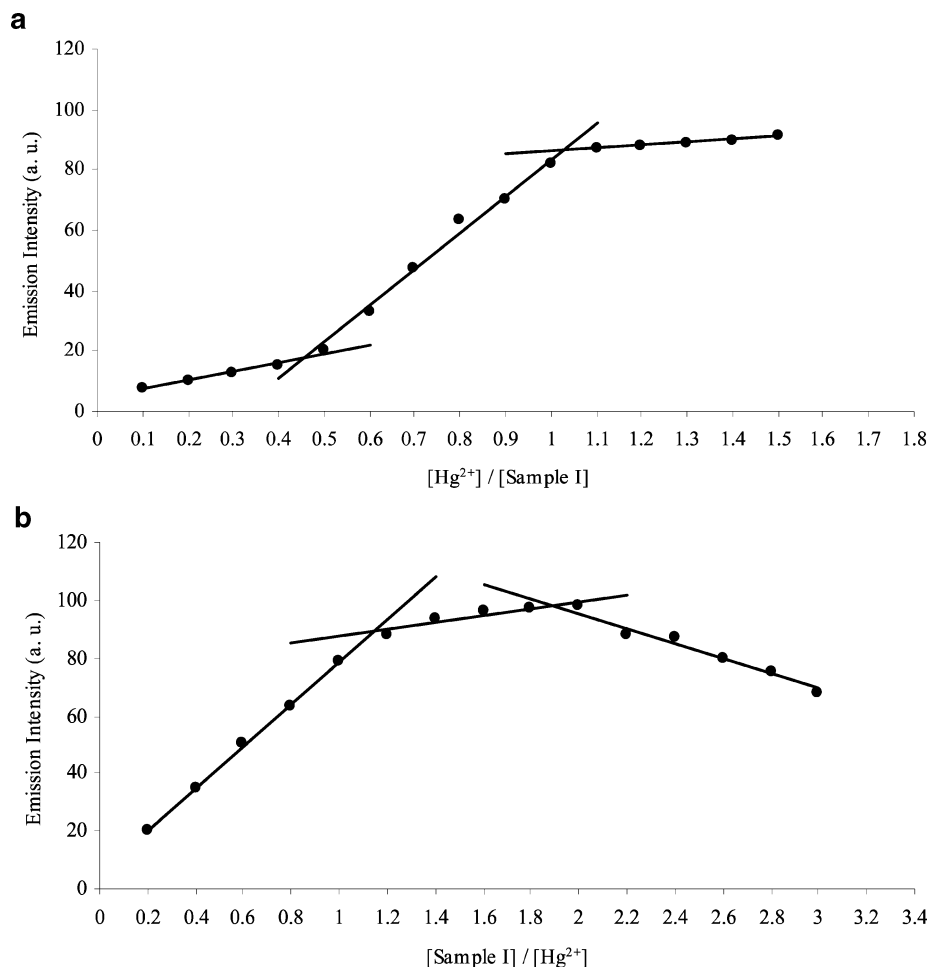 a
120
100
80
60
40
20
0
Emission Intensity (a. u.)
0 0.1 0.2 0.3 0.4 0.5 0.6 0.7 0.8 0.9 1 1.1 1.2 1.3 1.4 1.5 1.6 1.7 1.8
[Hg²⁺] / [Sample I]
b
120
100
80
60
40
20
0
Emission Intensity (a. u.)
0 0.2 0.4 0.6 0.8 1 1.2 1.4 1.6 1.8 2 2.2 2.4 2.6 2.8 3 3.4
[Sample I] / [Hg²⁺]